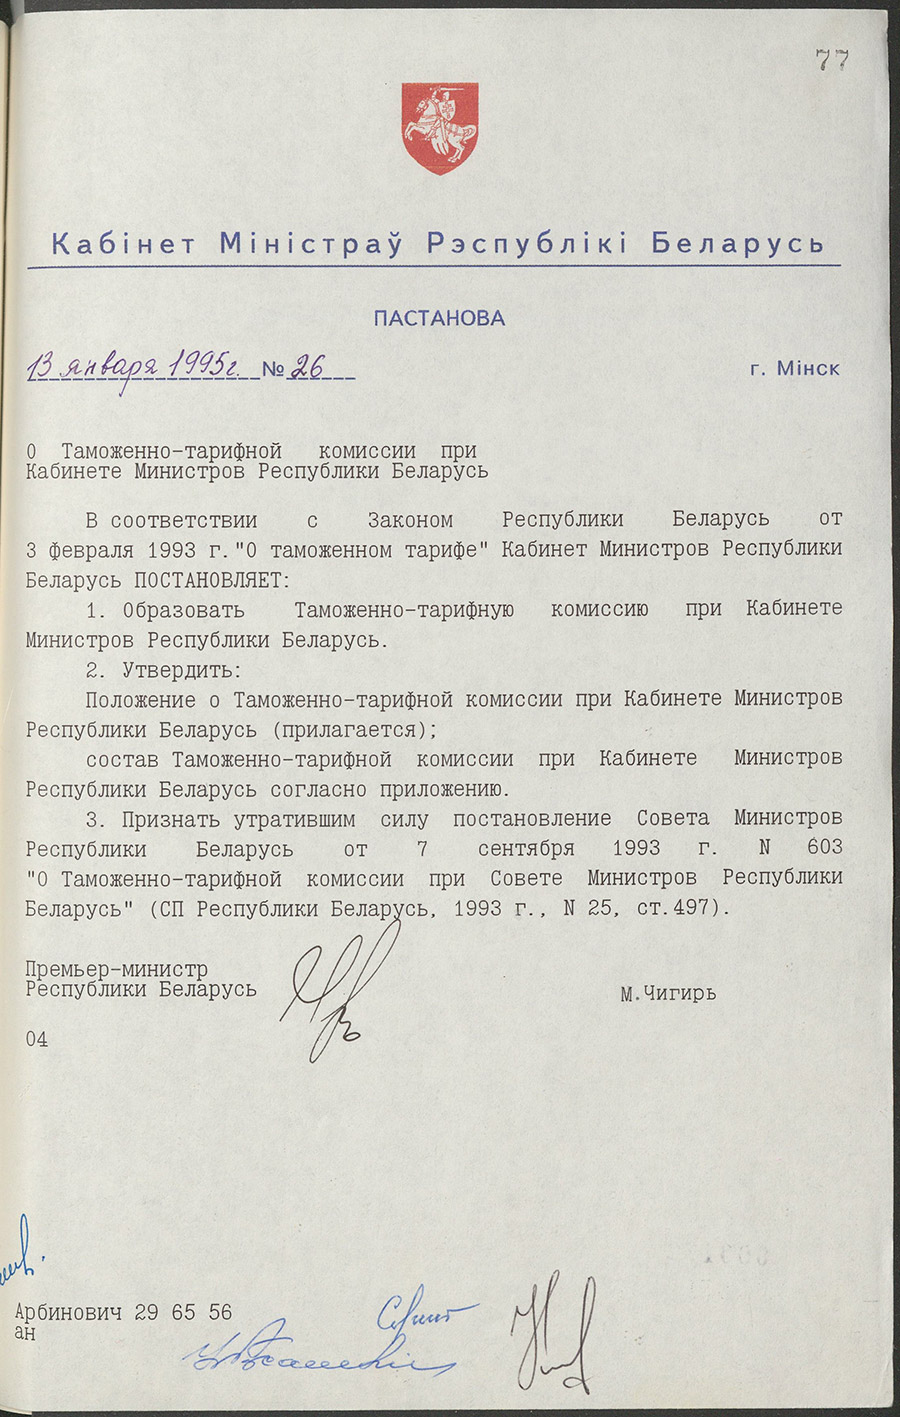 77
Кабінет Міністраў Рэспублікі Беларусь
ПАСТАНОВА
13 января 1995г. № 26 г. Мінск
О Таможенно-тарифной комиссии при
Кабинете Министров Республики Беларусь
В соответствии с Законом Республики Беларусь от
3 февраля 1993 г."О таможенном тарифе" Кабинет Министров Республики
Беларусь ПОСТАНОВЛЯЕТ:
1. Образовать Таможенно-тарифную комиссию при Кабинете
Министров Республики Беларусь.
2. Утвердить:
Положение о Таможенно-тарифной комиссии при Кабинете Министров
Республики Беларусь (прилагается);
состав Таможенно-тарифной комиссии при Кабинете Министров
Республики Беларусь согласно приложению.
3. Признать утратившим силу постановление Совета Министров
Республики Беларусь от 7 сентября 1993 г. N 603
"О Таможенно-тарифной комиссии при Совете Министров Республики
Беларусь" (СП Республики Беларусь, 1993 г., N 25, ст.497).
Премьер-министр
Республики Беларусь М.Чигирь
04
Арбинович 29 65 56
ан